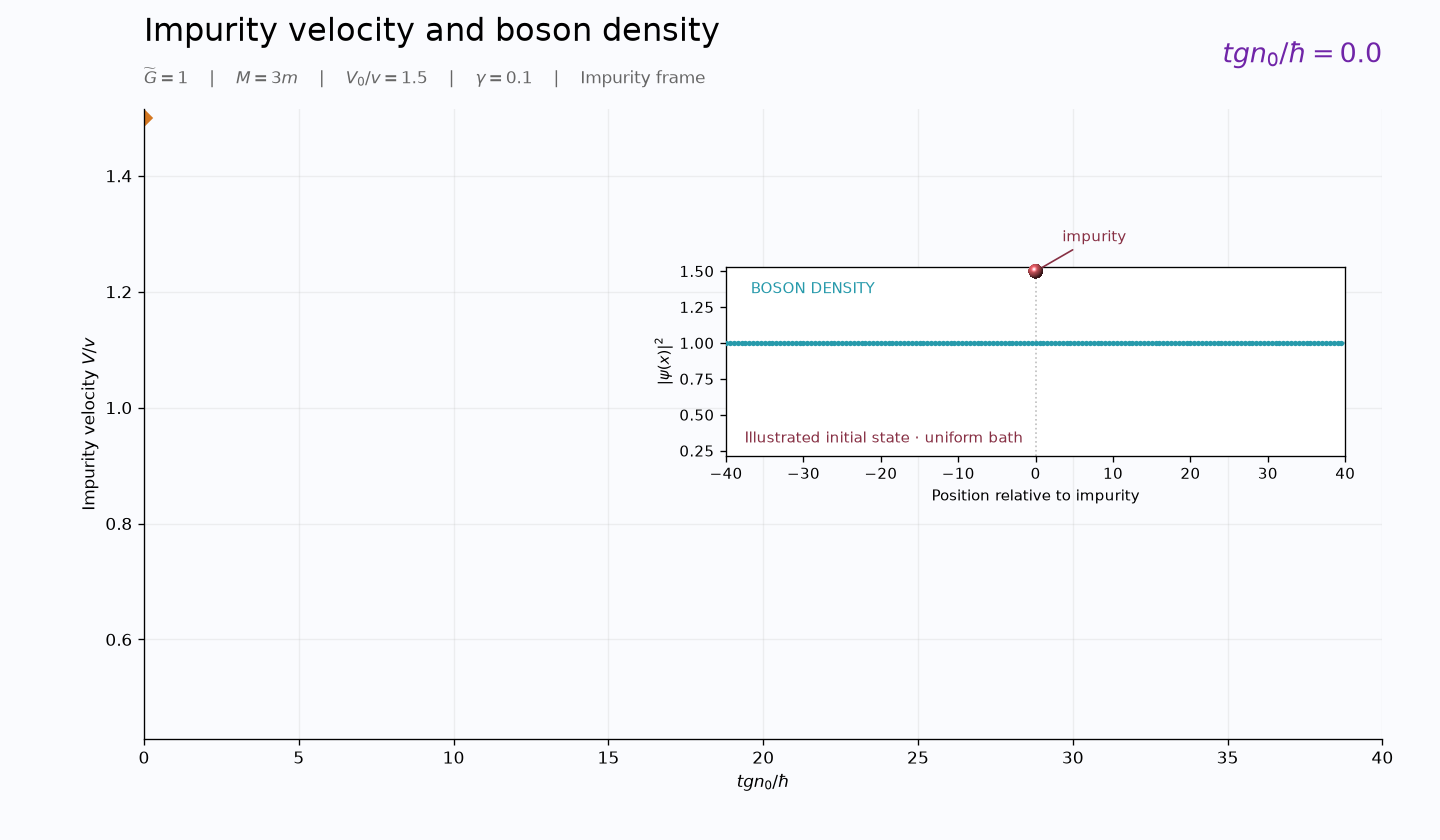 Impurity velocity and boson density
G̃ = 1 | M = 3m | V₀/v = 1.5 | γ = 0.1 | Impurity frame
tgn₀/ħ = 0.0
Impurity velocity V/v
1.4
1.2
1.0
0.8
0.6
0 5 10 15 20 25 30 35 40
tgn₀/ħ
impurity
BOSON DENSITY
|ψ(x)|²
1.50
1.25
1.00
0.75
0.50
0.25
Illustrated initial state · uniform bath
−40 −30 −20 −10 0 10 20 30 40
Position relative to impurity